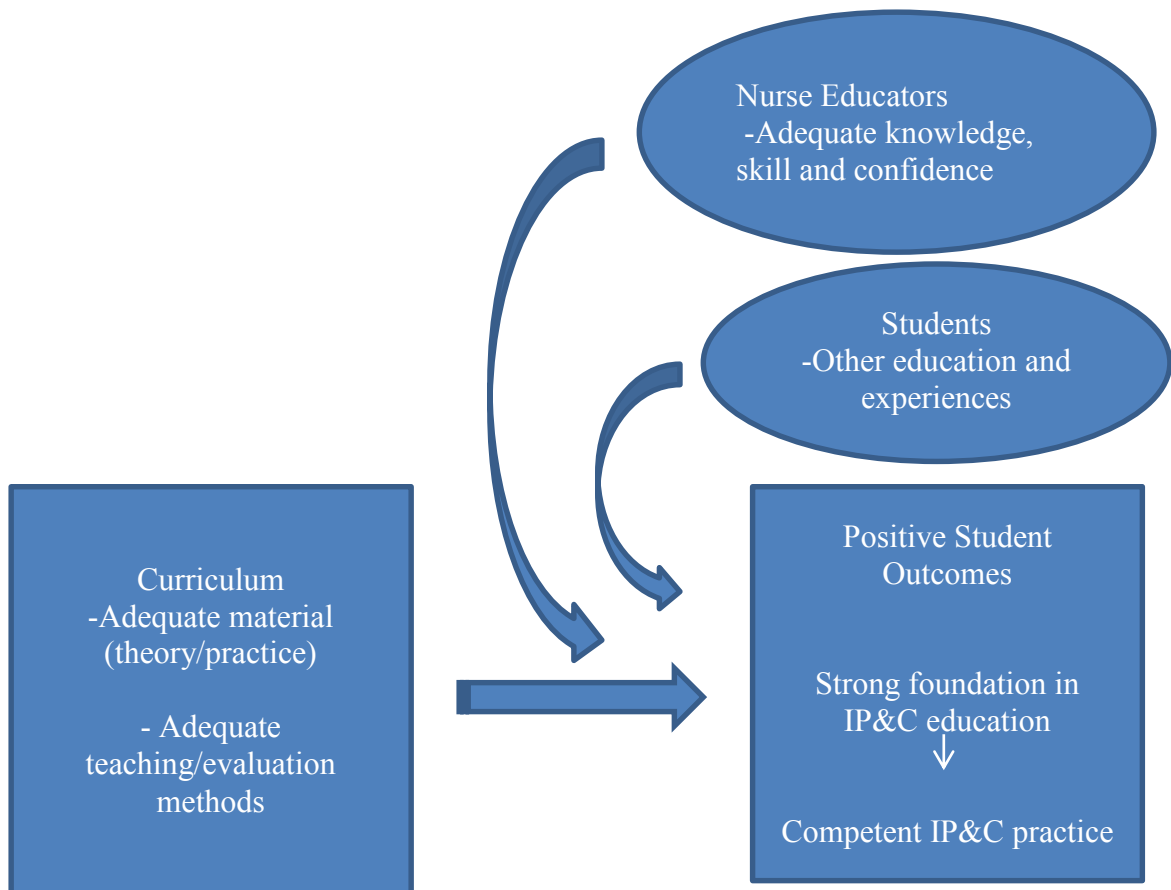 Nurse Educators
-Adequate knowledge,
skill and confidence
Students
-Other education and
experiences
Curriculum
-Adequate material
(theory/practice)
- Adequate
teaching/evaluation
methods
Positive Student
Outcomes
Strong foundation in
IP&C education
Competent IP&C practice